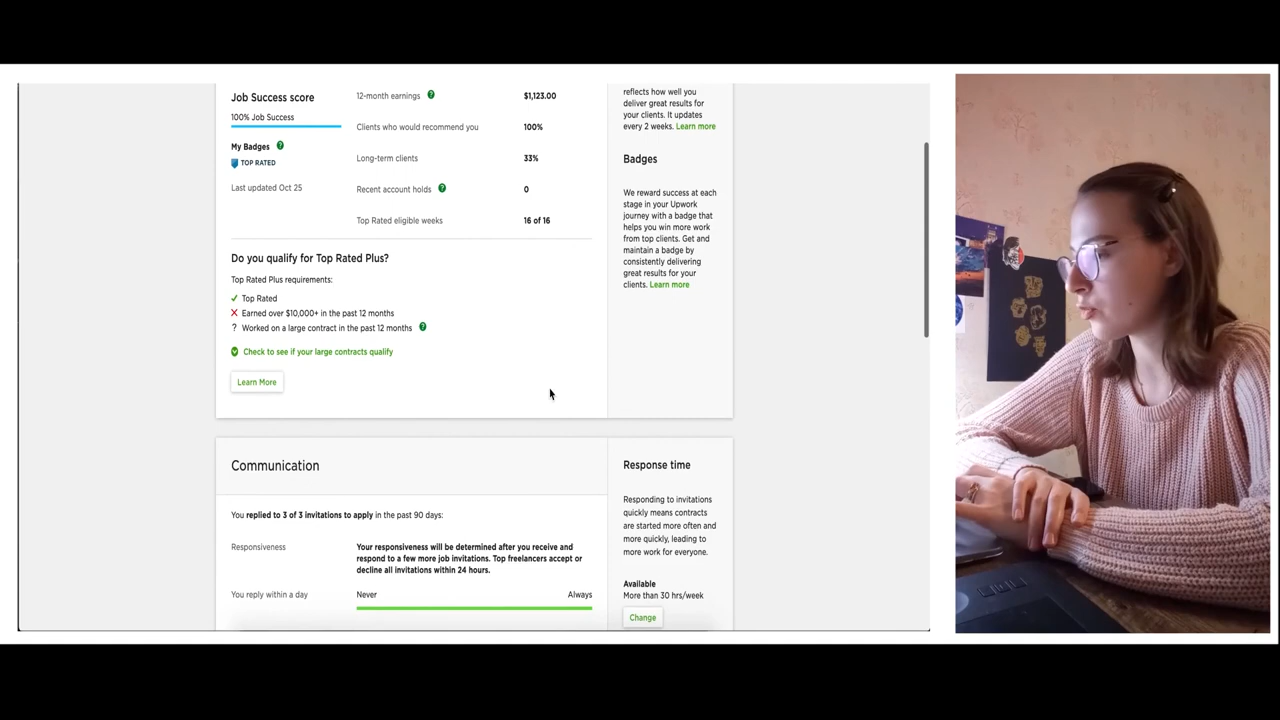 Job Success score
100% Job Success
My Badges ?
TOP RATED
Last updated Oct 25
12-month earnings ? $1,123.00
Clients who would recommend you 100%
Long-term clients 33%
Recent account holds ? 0
Top Rated eligible weeks 16 of 16
Do you qualify for Top Rated Plus?
Top Rated Plus requirements:
Top Rated
Earned over $10,000+ in the past 12 months
? Worked on a large contract in the past 12 months ?
Check to see if your large contracts qualify
Learn More
reflects how well you
deliver great results for
your clients. It updates
every 2 weeks. Learn more
Badges
We reward success at each
stage in your Upwork
journey with a badge that
helps you win more work
from top clients. Get and
maintain a badge by
consistently delivering
great results for your
clients. Learn more
Communication
You replied to 3 of 3 invitations to apply in the past 90 days:
Responsiveness
Your responsiveness will be determined after you receive and
respond to a few more job invitations. Top freelancers accept or
decline all invitations within 24 hours.
You reply within a day
Never Always
Response time
Responding to invitations
quickly means contracts
are started more often and
more quickly, leading to
more work for everyone.
Available
More than 30 hrs/week
Change